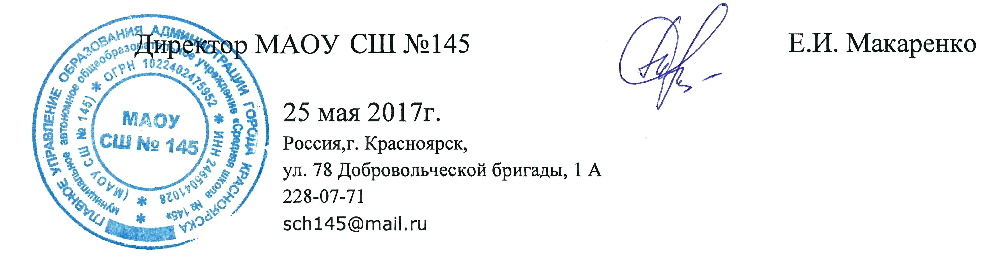 Директор МАОУ СШ №145
Е.И. Макаренко
25 мая 2017г.
Россия,г. Красноярск,
ул. 78 Добровольческой бригады, 1 А
228-07-71
sch145@mail.ru
ГЛАВНОЕ УПРАВЛЕНИЕ ОБРАЗОВАНИЯ АДМИНИСТРАЦИИ ГОРОДА КРАСНОЯРСКА
муниципальное автономное общеобразовательное учреждение «Средняя школа № 145»
(МАОУ СШ № 145) * ОГРН 1022402475952 * ИНН 2465041028 *
МАОУ
СШ № 145